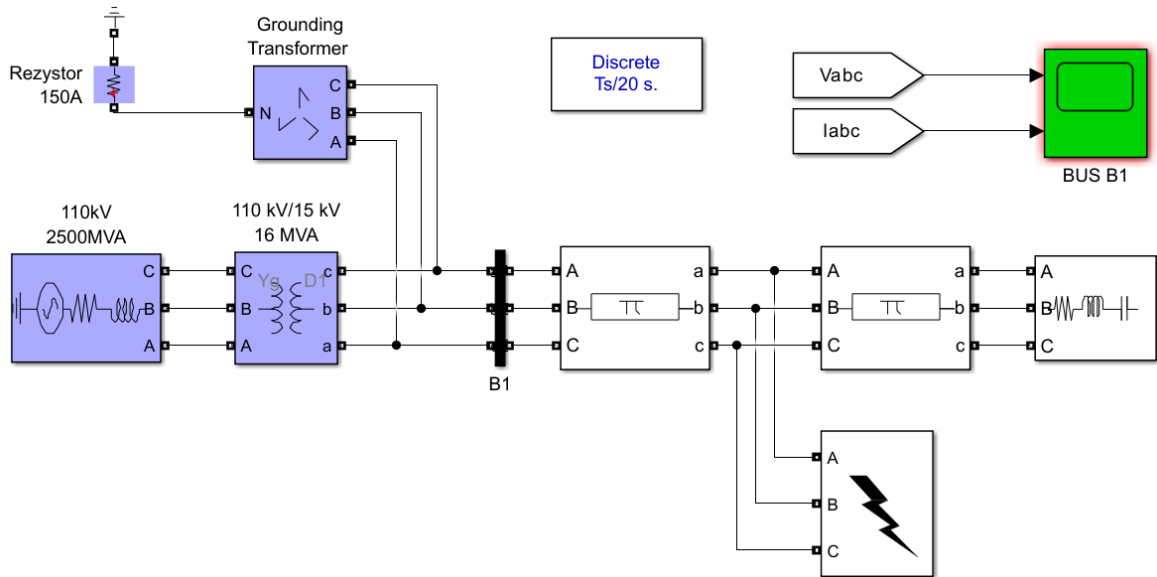 Grounding
Transformer
Rezystor
150A
N
C
B
A
Discrete
Ts/20 s.
Vabc
Iabc
BUS B1
110kV
2500MVA
C
B
A
110 kV/15 kV
16 MVA
C
B
A
Yg
D1
c
b
a
B1
A
B
C
a
b
c
A
B
C
a
b
c
A
B
C
A
B
C